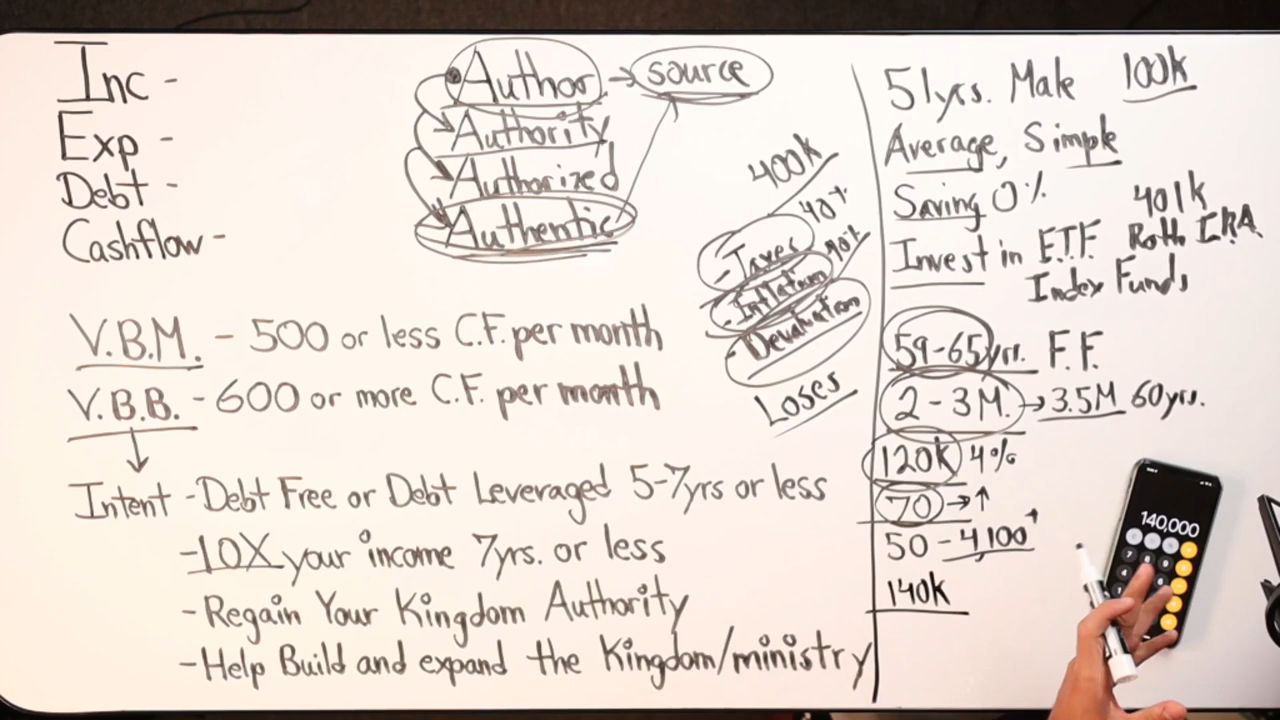 Inc -
Exp -
Debt -
Cashflow -
Author → source
Authority
Authorized
Authentic
V.B.M. - 500 or less C.F. per month
V.B.B. - 600 or more C.F. per month
Intent - Debt Free or Debt Leveraged 5-7yrs or less
- 10X your income 7yrs. or less
- Regain Your Kingdom Authority
- Help Build and expand the Kingdom/ministry
400k
- Taxes 40%
- Inflation 90%
- Devaluation
Loses
51yrs. Make 100k
Average, Simple
Saving 0%
401k
Invest in E.T.F. Roth I.R.A.
Index Funds
59-65yrs. F.F.
2-3M. → 3.5M 60yrs.
120k 4%
70 → ↑
50 - 4,100+
140k
140,000
7 8 9
4